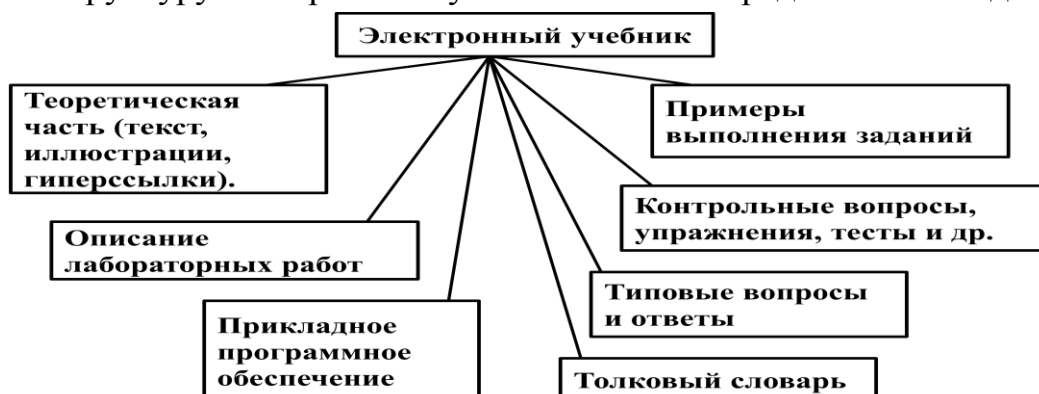 Электронный учебник
Теоретическая
часть (текст,
иллюстрации,
гиперссылки).
Примеры
выполнения заданий
Описание
лабораторных работ
Контрольные вопросы,
упражнения, тесты и др.
Прикладное
программное
обеспечение
Типовые вопросы
и ответы
Толковый словарь